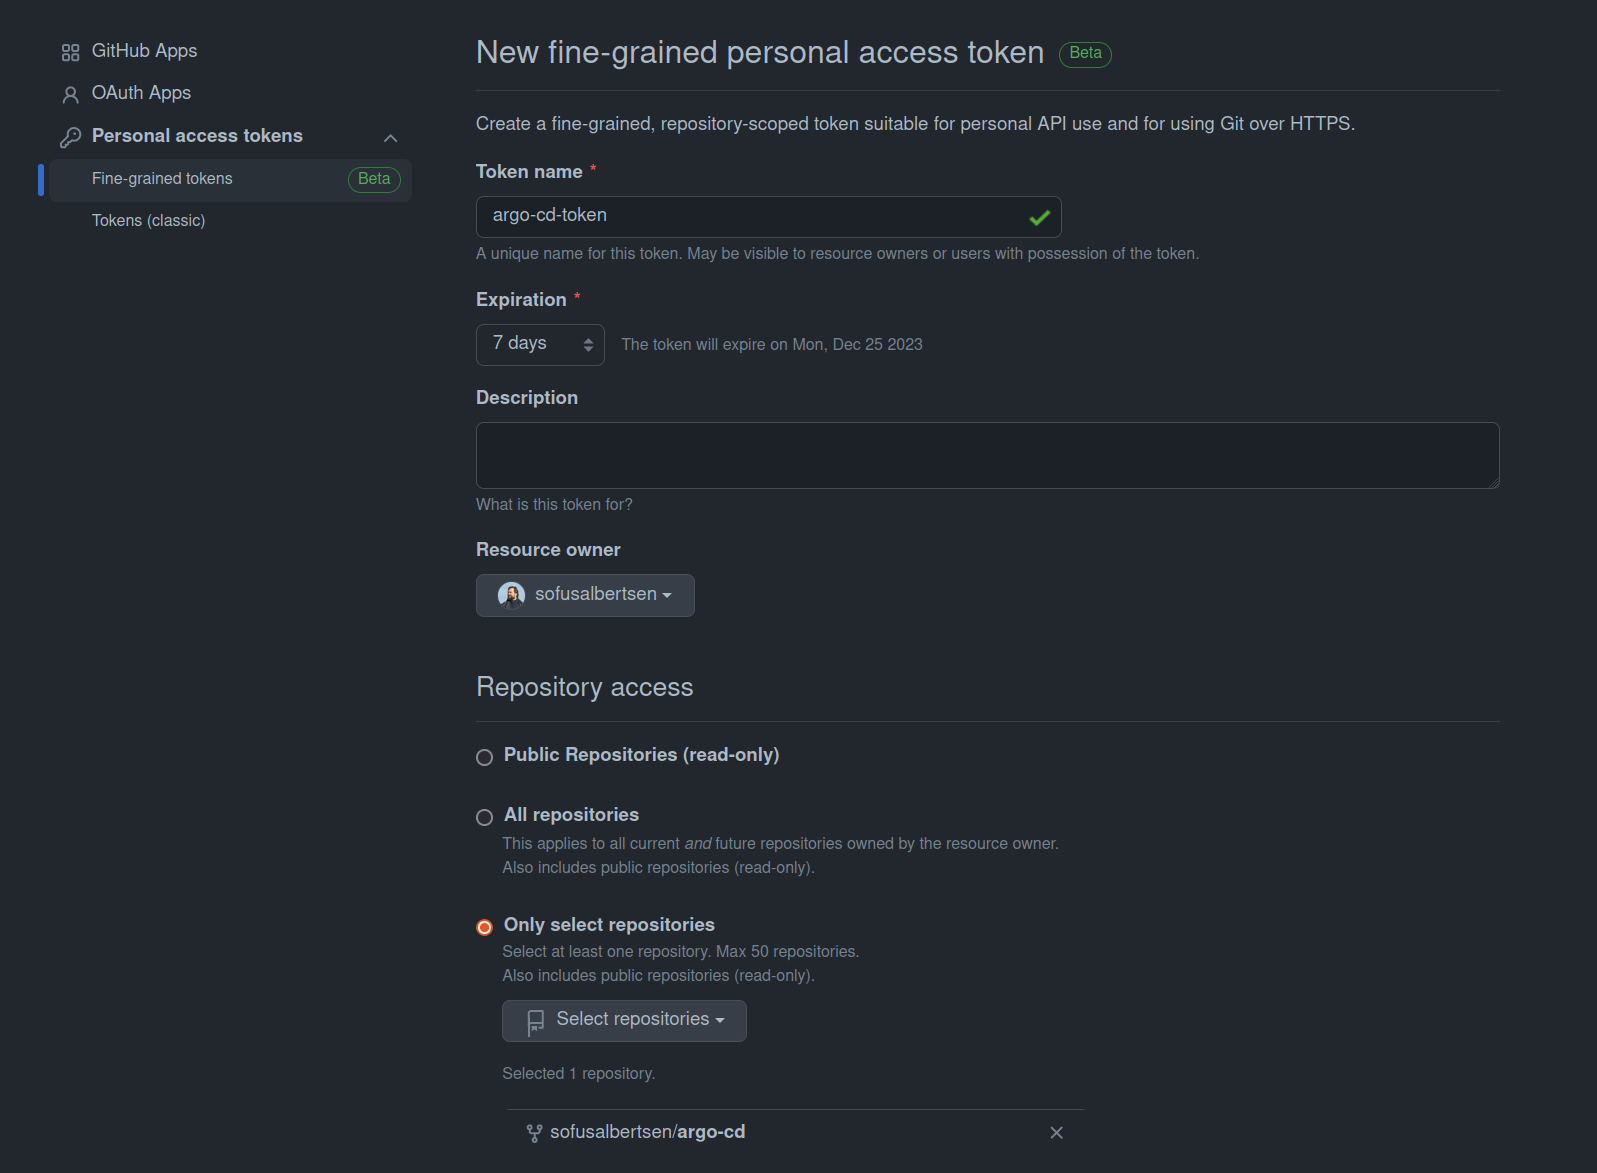 GitHub Apps
OAuth Apps
Personal access tokens
Fine-grained tokens Beta
Tokens (classic)
New fine-grained personal access token Beta
Create a fine-grained, repository-scoped token suitable for personal API use and for using Git over HTTPS.
Token name *
argo-cd-token
A unique name for this token. May be visible to resource owners or users with possession of the token.
Expiration *
7 days The token will expire on Mon, Dec 25 2023
Description
What is this token for?
Resource owner
sofusalbertsen
Repository access
Public Repositories (read-only)
All repositories
This applies to all current and future repositories owned by the resource owner.
Also includes public repositories (read-only).
Only select repositories
Select at least one repository. Max 50 repositories.
Also includes public repositories (read-only).
Select repositories
Selected 1 repository.
sofusalbertsen/argo-cd